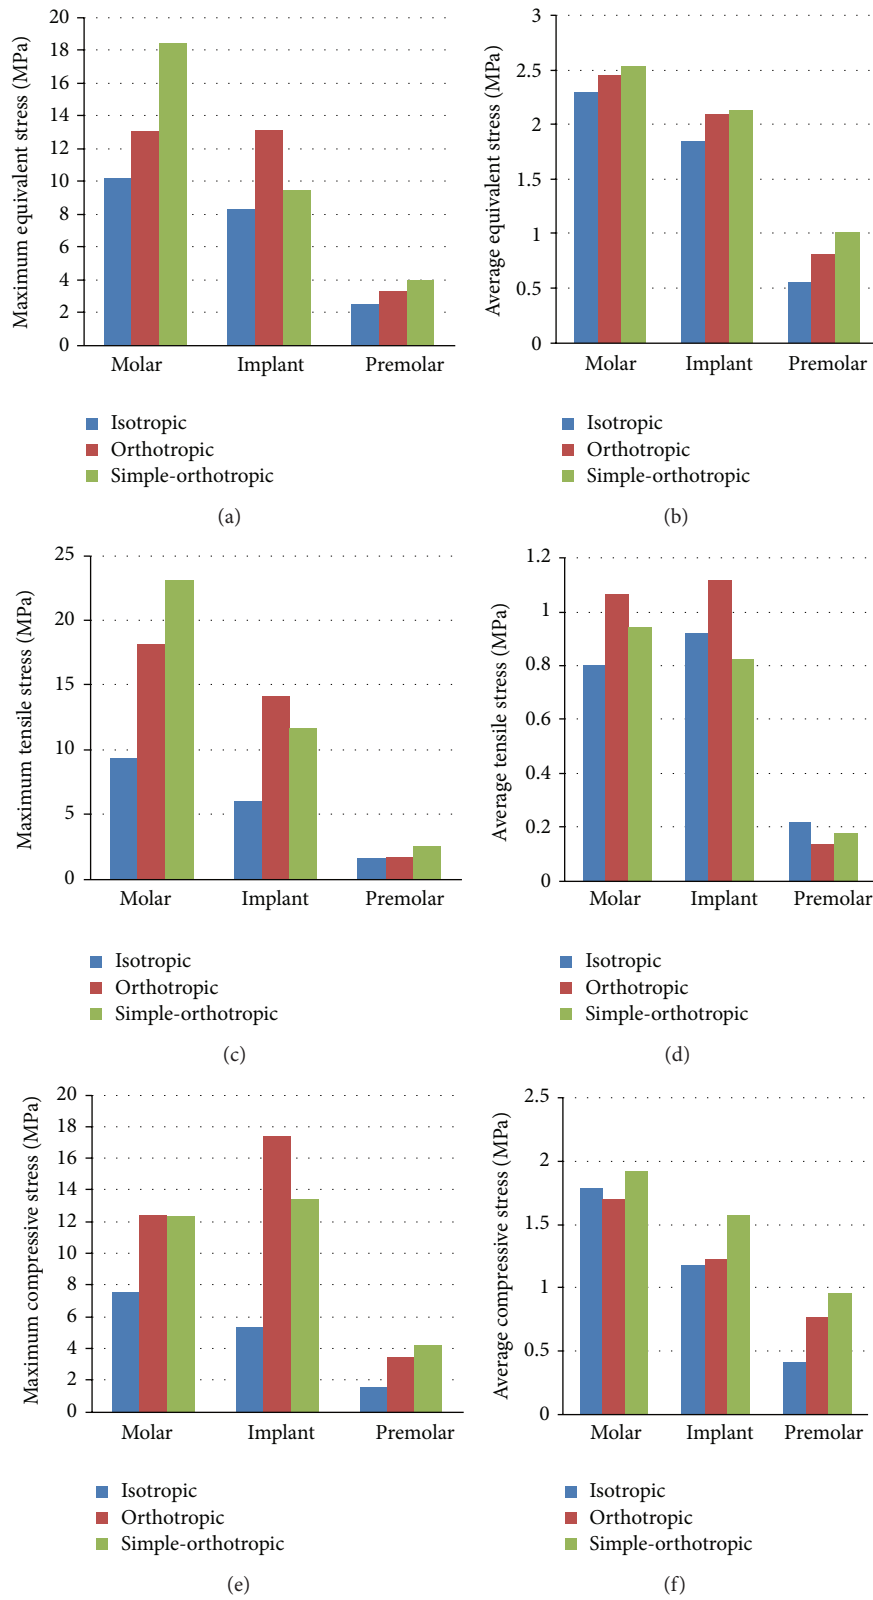 Maximum equivalent stress (MPa)
20
18
16
14
12
10
8
6
4
2
0
Molar Implant Premolar
Isotropic
Orthotropic
Simple-orthotropic
(a)
Average equivalent stress (MPa)
3
2.5
2
1.5
1
0.5
0
Molar Implant Premolar
Isotropic
Orthotropic
Simple-orthotropic
(b)
Maximum tensile stress (MPa)
25
20
15
10
5
0
Molar Implant Premolar
Isotropic
Orthotropic
Simple-orthotropic
(c)
Average tensile stress (MPa)
1.2
1
0.8
0.6
0.4
0.2
0
Molar Implant Premolar
Isotropic
Orthotropic
Simple-orthotropic
(d)
Maximum compressive stress (MPa)
20
18
16
14
12
10
8
6
4
2
0
Molar Implant Premolar
Isotropic
Orthotropic
Simple-orthotropic
(e)
Average compressive stress (MPa)
2.5
2
1.5
1
0.5
0
Molar Implant Premolar
Isotropic
Orthotropic
Simple-orthotropic
(f)